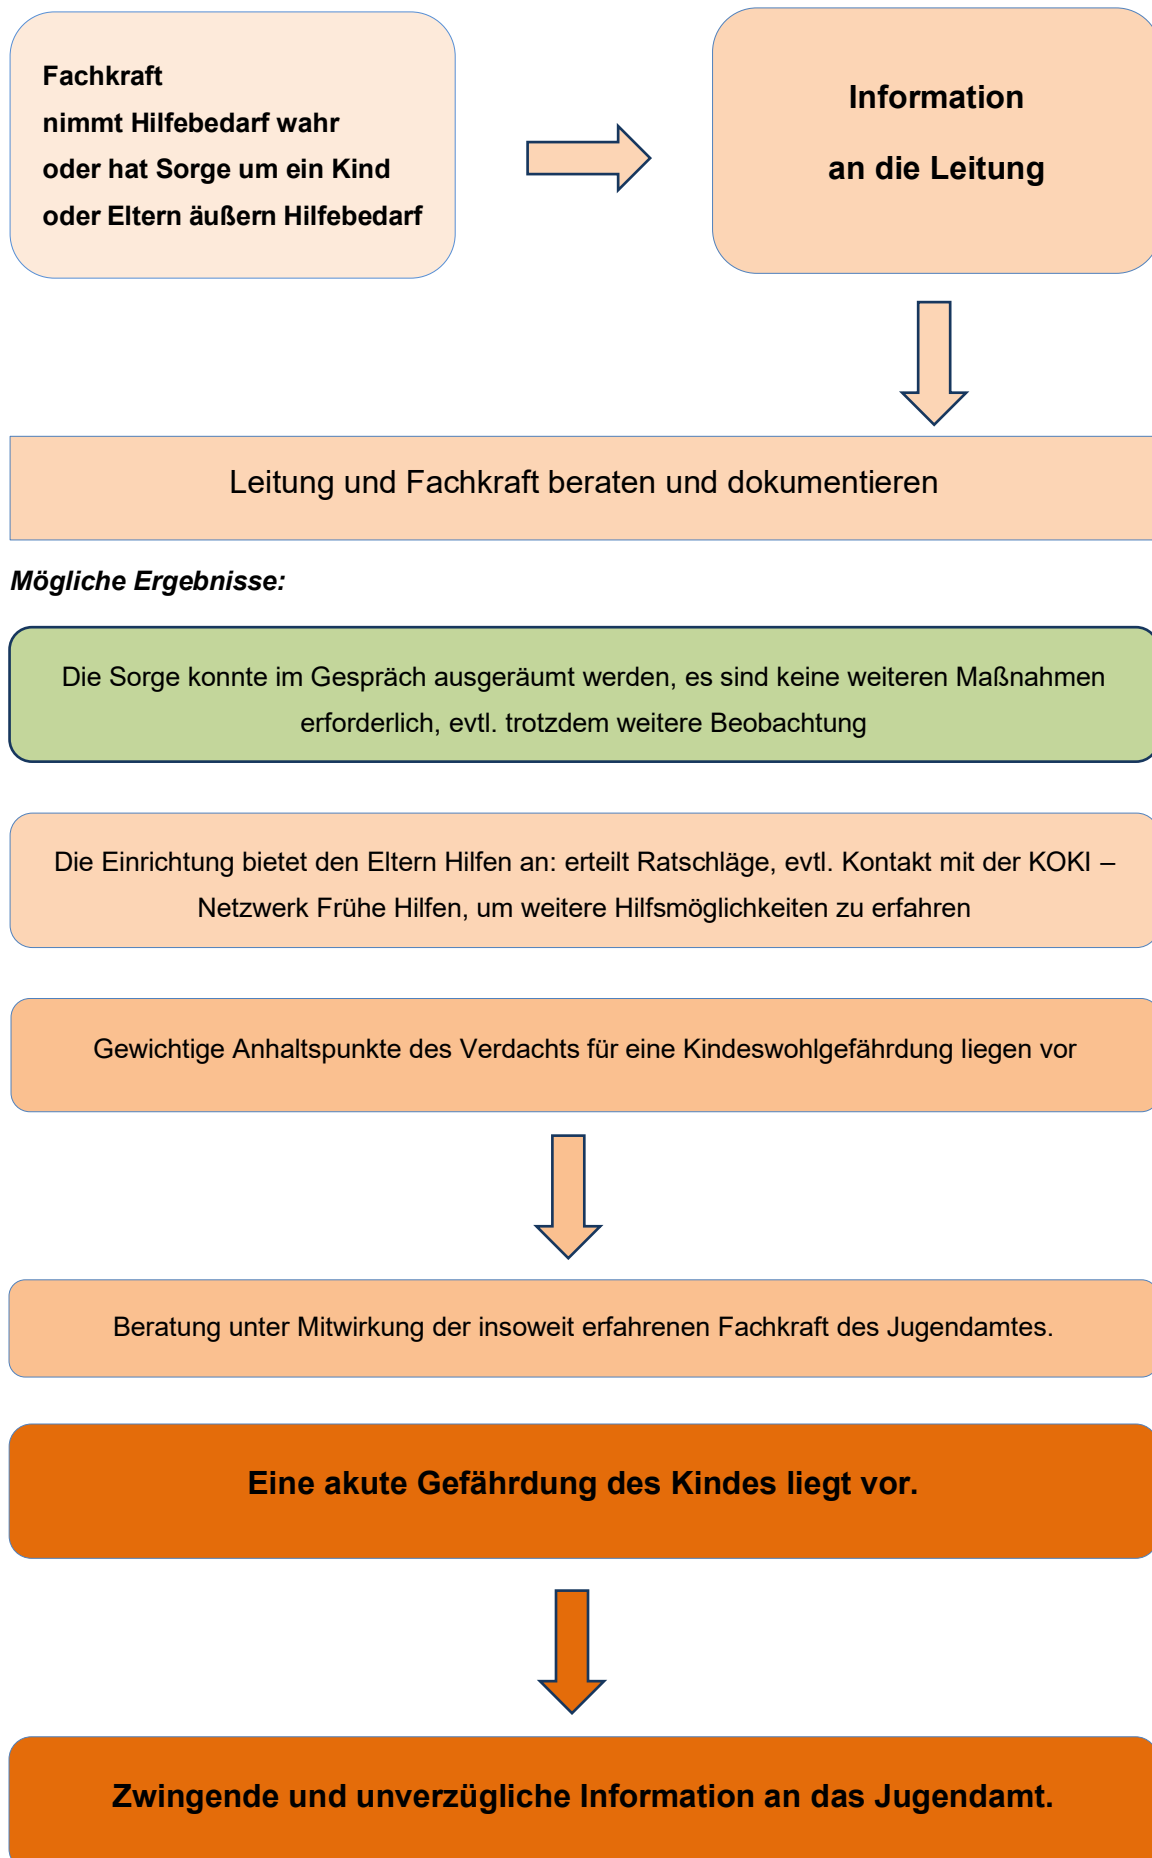 Fachkraft
nimmt Hilfebedarf wahr
oder hat Sorge um ein Kind
oder Eltern äußern Hilfebedarf
Information
an die Leitung
Leitung und Fachkraft beraten und dokumentieren
Mögliche Ergebnisse:
Die Sorge konnte im Gespräch ausgeräumt werden, es sind keine weiteren Maßnahmen
erforderlich, evtl. trotzdem weitere Beobachtung
Die Einrichtung bietet den Eltern Hilfen an: erteilt Ratschläge, evtl. Kontakt mit der KOKI –
Netzwerk Frühe Hilfen, um weitere Hilfsmöglichkeiten zu erfahren
Gewichtige Anhaltspunkte des Verdachts für eine Kindeswohlgefährdung liegen vor
Beratung unter Mitwirkung der insoweit erfahrenen Fachkraft des Jugendamtes.
Eine akute Gefährdung des Kindes liegt vor.
Zwingende und unverzügliche Information an das Jugendamt.